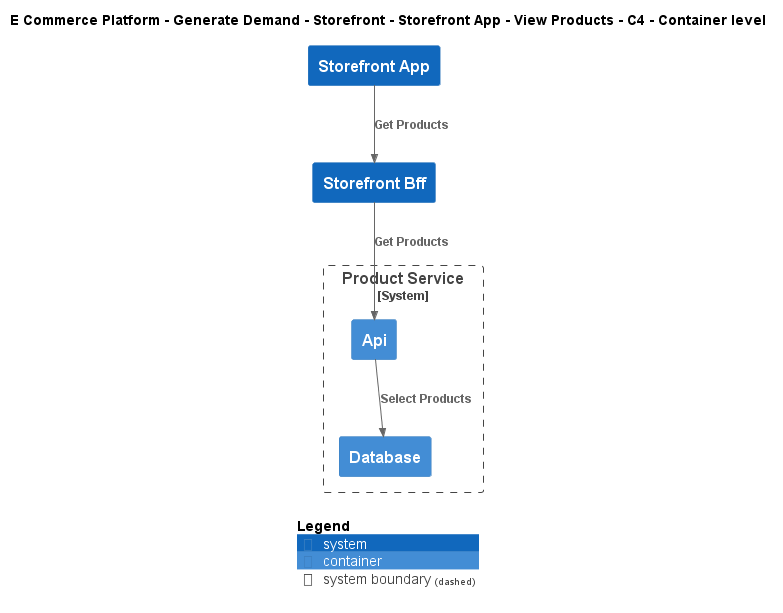 E Commerce Platform - Generate Demand - Storefront - Storefront App - View Products - C4 - Container level
Storefront App
Get Products
Storefront Bff
Get Products
Product Service
[System]
Api
Select Products
Database
Legend
system
container
system boundary (dashed)